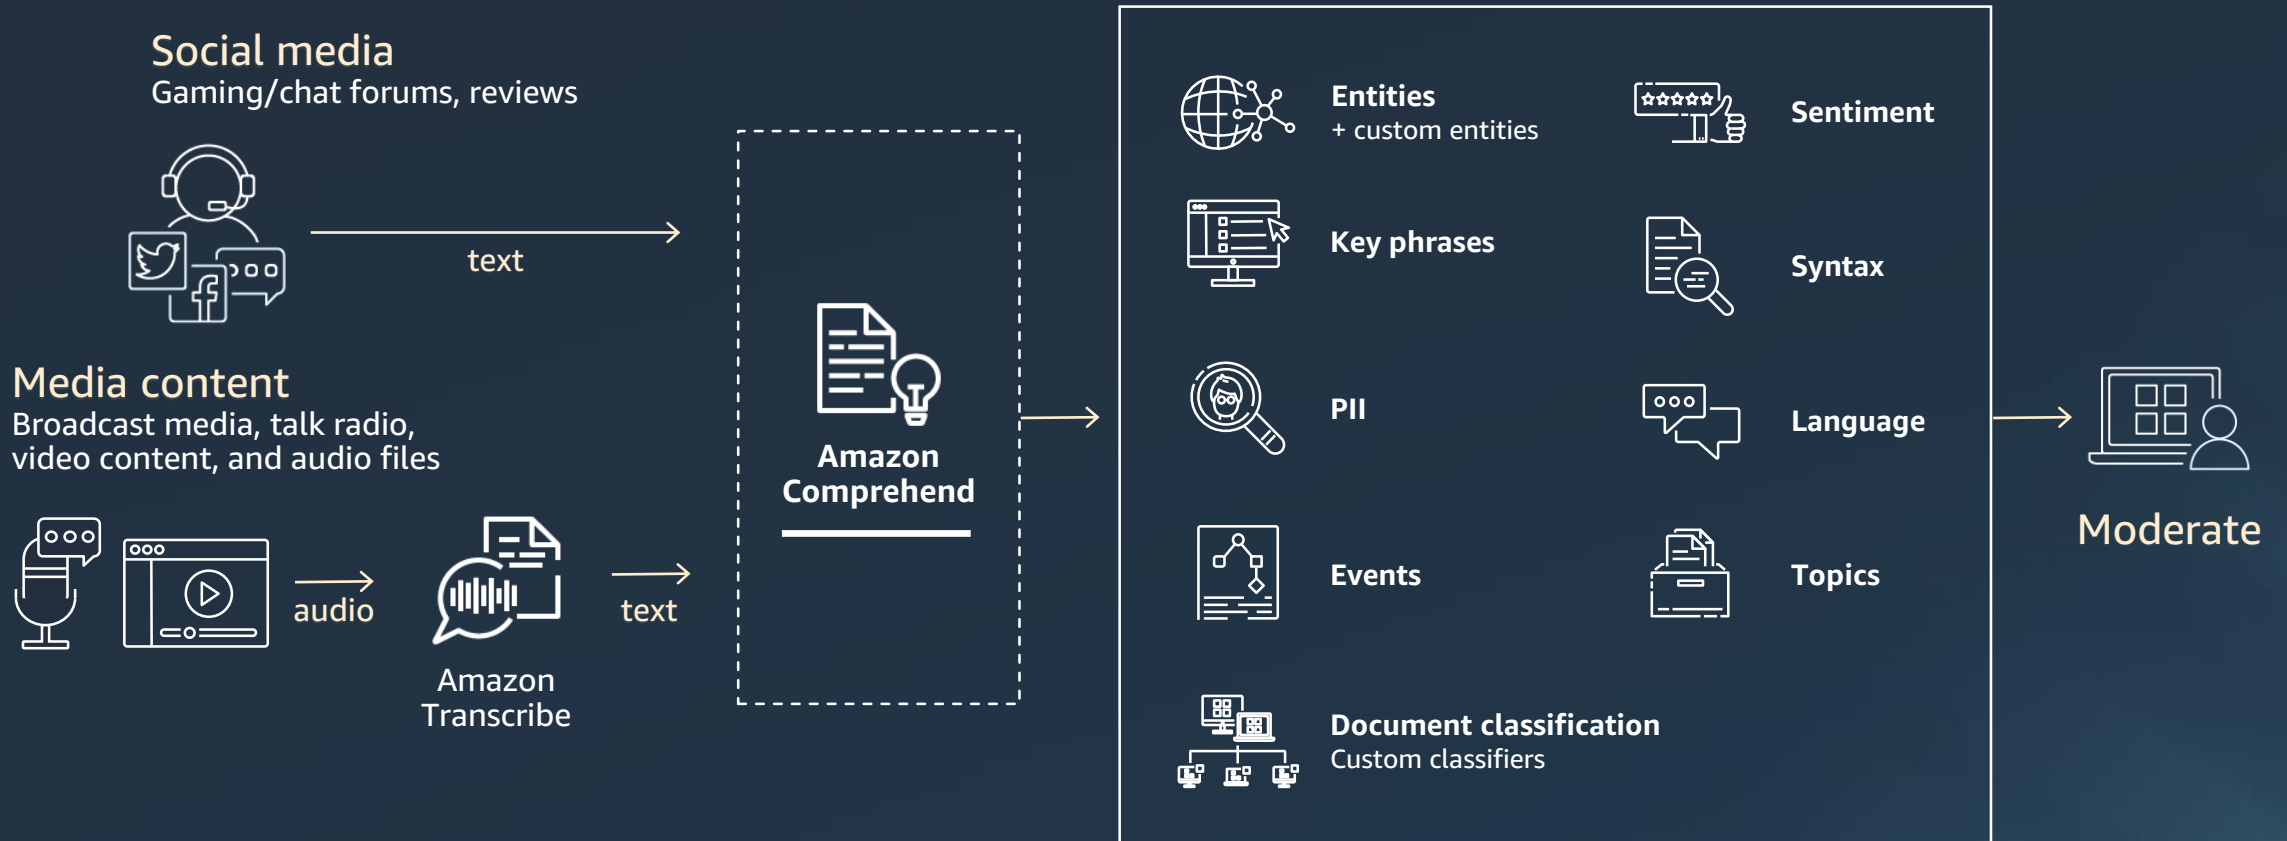 Social media
Gaming/chat forums, reviews
text
Media content
Broadcast media, talk radio,
video content, and audio files
audio
Amazon
Transcribe
text
Amazon
Comprehend
Entities
+ custom entities
Sentiment
Key phrases
Syntax
PII
Language
Events
Topics
Document classification
Custom classifiers
Moderate